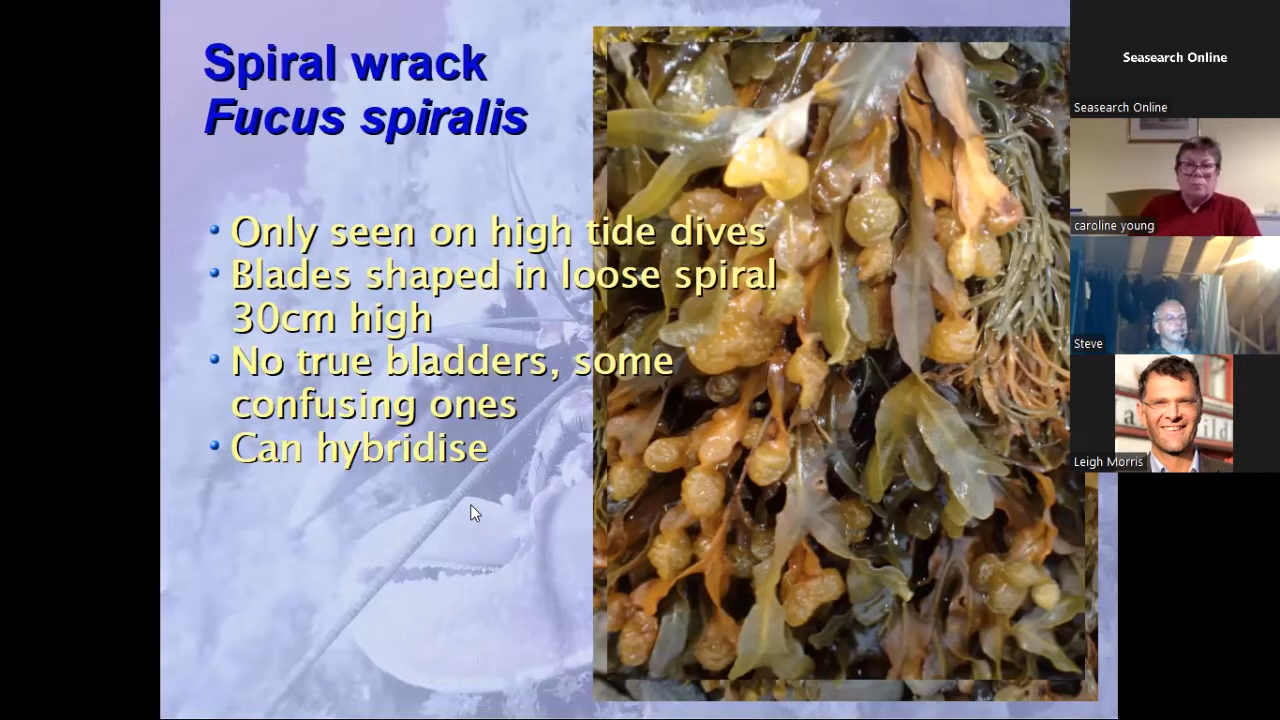 Spiral wrack
Fucus spiralis
• Only seen on high tide dives
• Blades shaped in loose spiral
30cm high
• No true bladders, some
confusing ones
• Can hybridise
Seasearch Online
Seasearch Online
caroline young
Steve
Leigh Morris